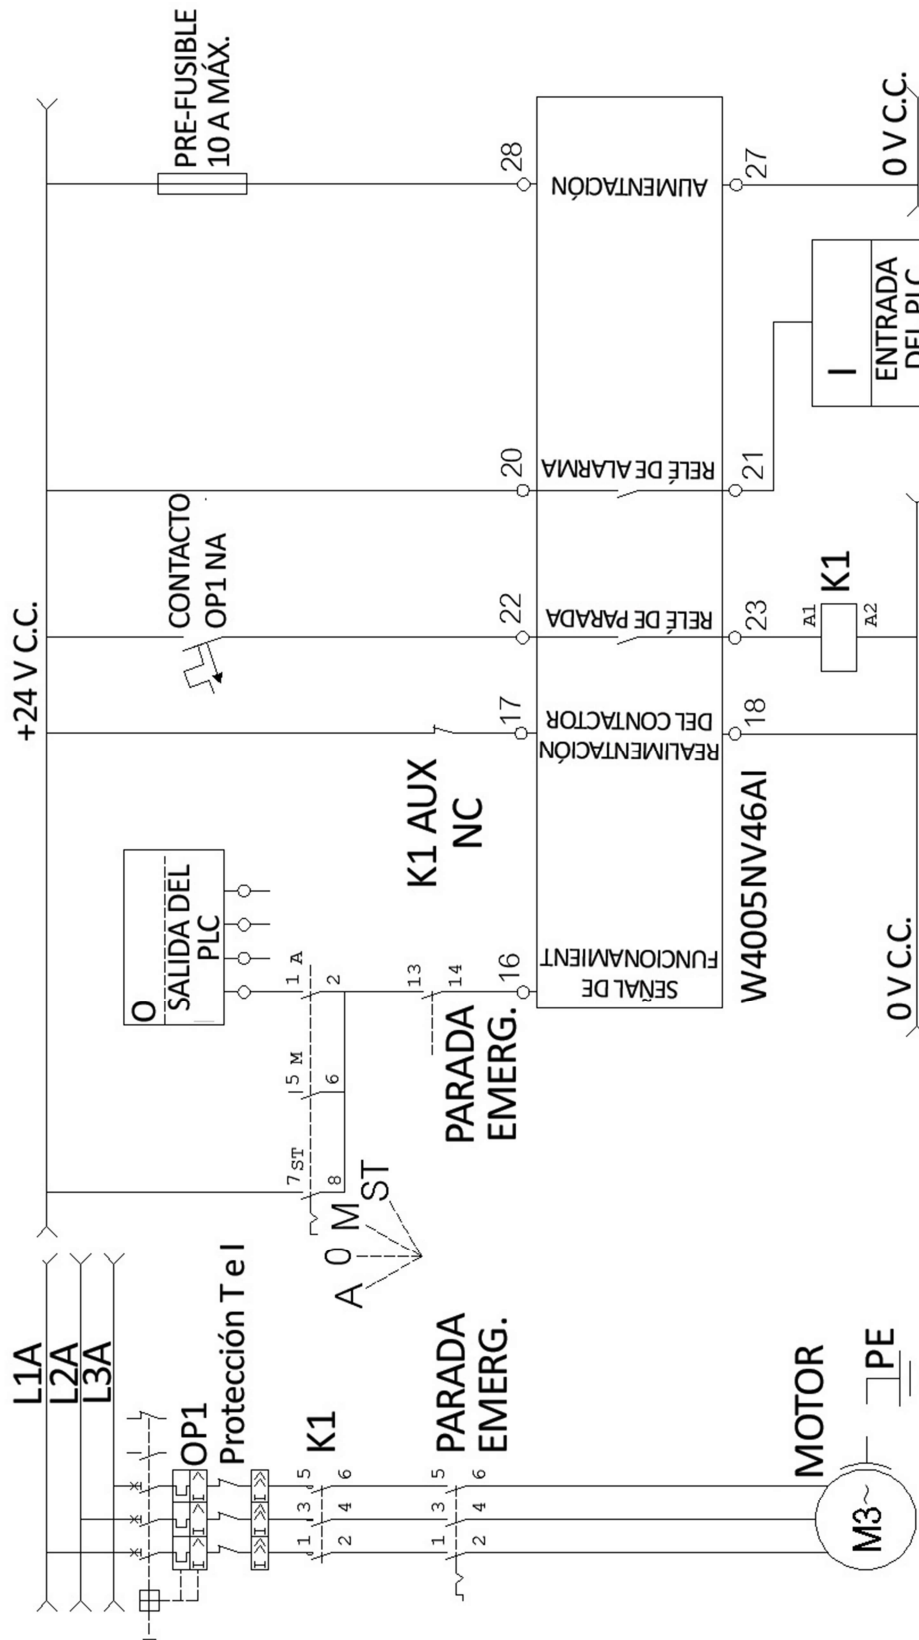 L1A
L2A
L3A
OP1
Protección T e I
1
3
5
2
4
6
K1
1
3
5
2
4
6
PARADA
EMERG.
MOTOR
M3~
PE
+24 V C.C.
O
SALIDA DEL
PLC
7
ST
8
5
M
6
1
A
2
A
0
M
ST
13
14
PARADA
EMERG.
16
SEÑAL DE
FUNCIONAMIENT
K1 AUX
NC
17
REALIMENTACIÓN
DEL CONTACTOR
18
W4005NV46AI
CONTACTO
OP1 NA
22
RELÉ DE PARADA
23
A1
A2
K1
20
RELÉ DE ALARMA
21
I
ENTRADA
DEL PLC
PRE-FUSIBLE
10 A MÁX.
28
ALIMENTACIÓN
27
0 V C.C.
0 V C.C.